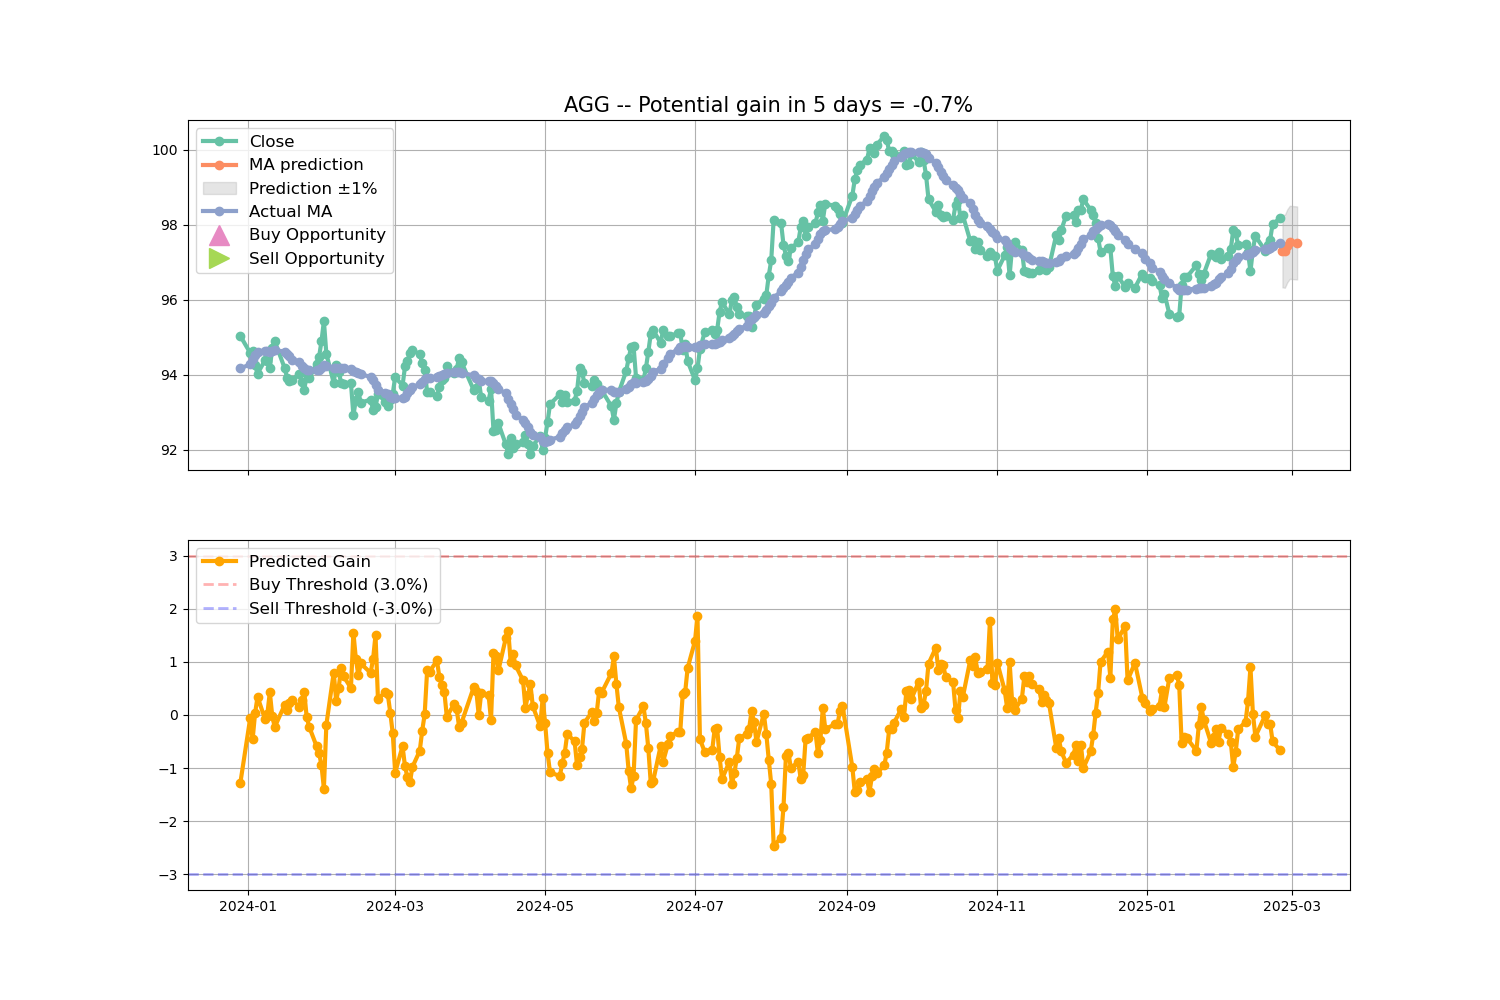 AGG -- Potential gain in 5 days = -0.7%
100
98
96
94
92
Close
MA prediction
Prediction ±1%
Actual MA
Buy Opportunity
Sell Opportunity
3
2
1
0
−1
−2
−3
Predicted Gain
Buy Threshold (3.0%)
Sell Threshold (-3.0%)
2024-01
2024-03
2024-05
2024-07
2024-09
2024-11
2025-01
2025-03